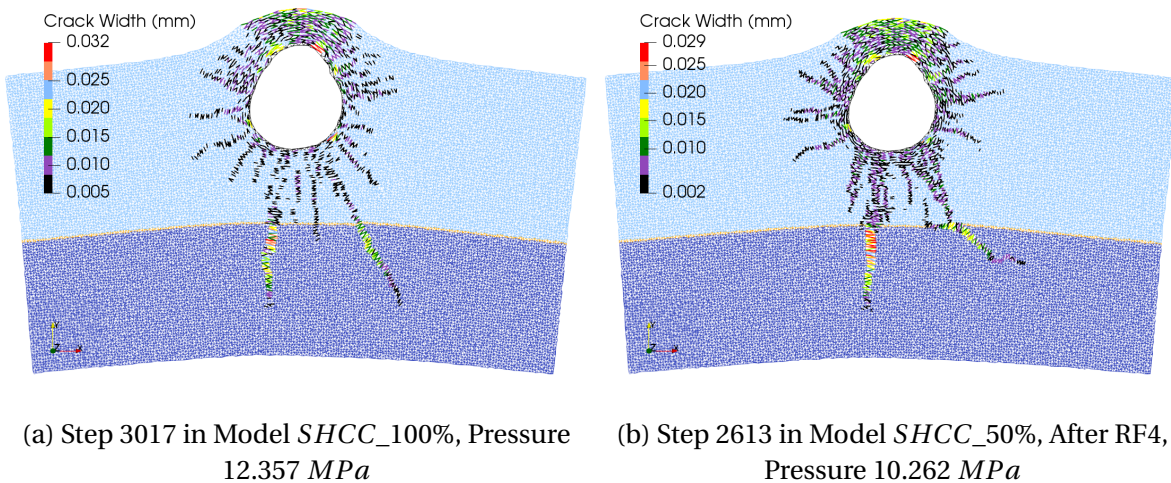 Crack Width (mm)
0.032
0.025
0.020
0.015
0.010
0.005
Y
Z
X
(a) Step 3017 in Model SHCC_100%, Pressure
12.357 MPa
Crack Width (mm)
0.029
0.025
0.020
0.015
0.010
0.002
Y
Z
X
(b) Step 2613 in Model SHCC_50%, After RF4,
Pressure 10.262 MPa